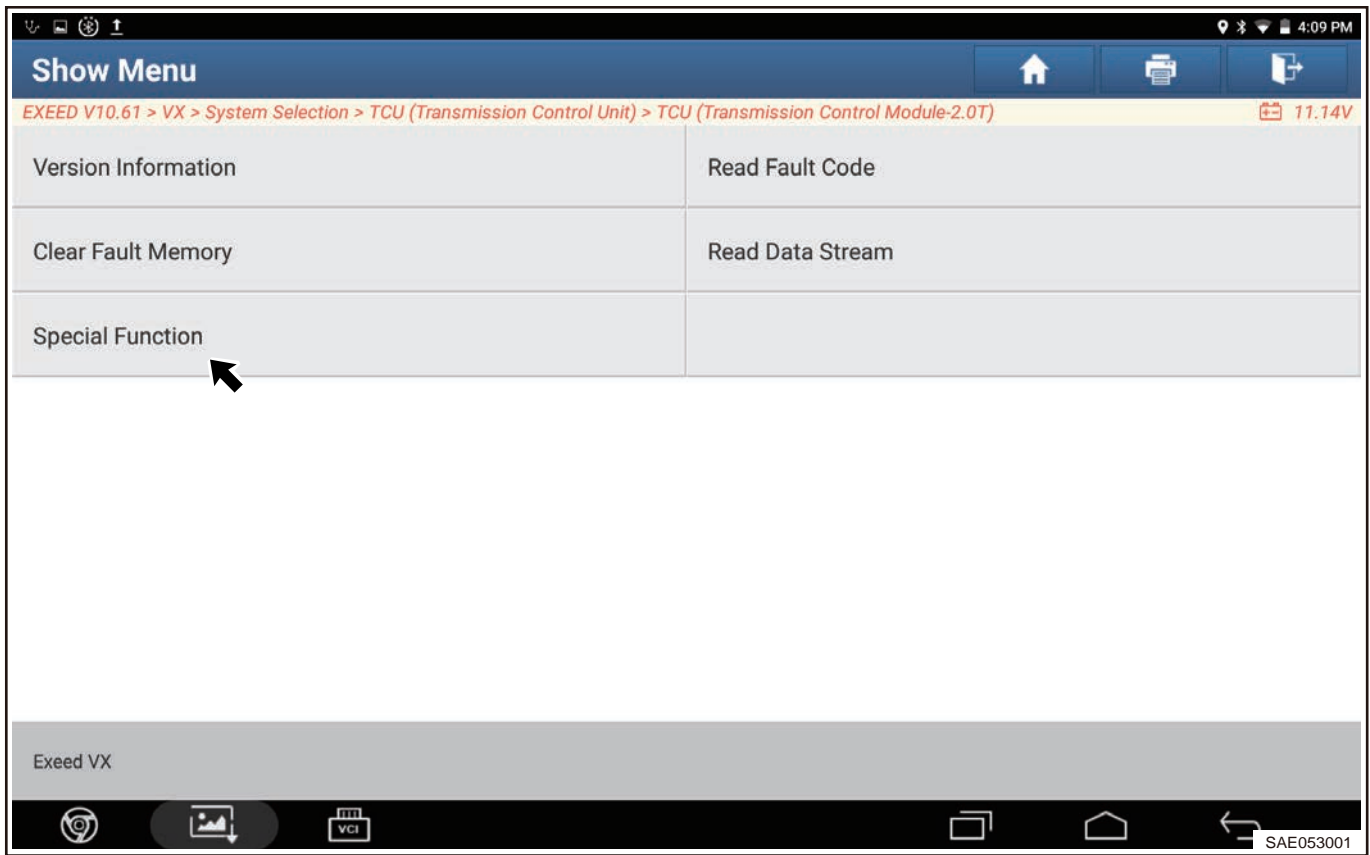 4:09 PM
Show Menu
EXEED V10.61 > VX > System Selection > TCU (Transmission Control Unit) > TCU (Transmission Control Module-2.0T)
11.14V
Version Information
Read Fault Code
Clear Fault Memory
Read Data Stream
Special Function
Exeed VX
VCI
SAE053001